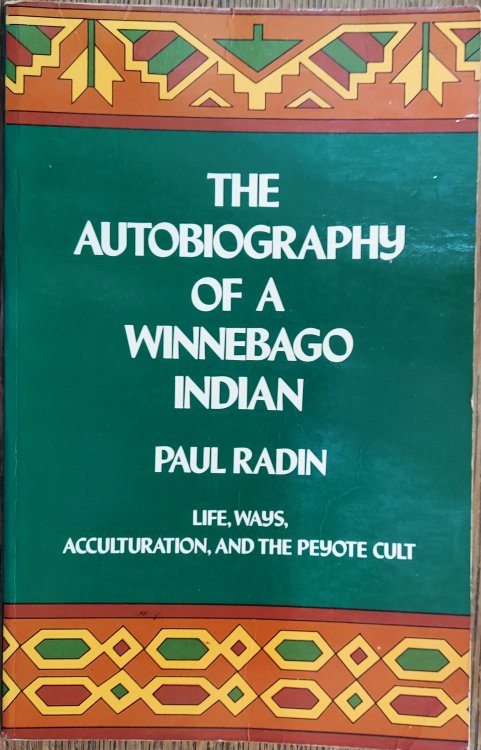 THE
AUTOBIOGRAPHY
OF A
WINNEBAGO
INDIAN
PAUL RADIN
LIFE, WAYS,
ACCULTURATION, AND THE PEYOTE CULT